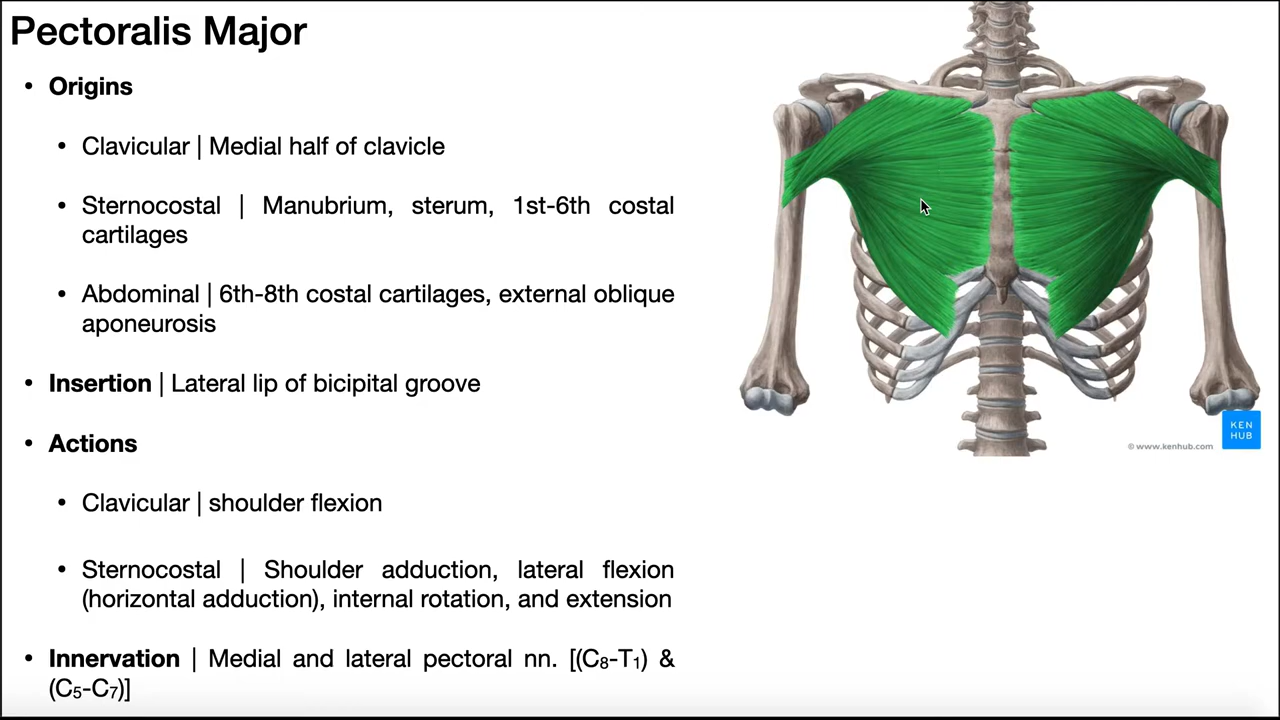 Pectoralis Major
• Origins
• Clavicular | Medial half of clavicle
• Sternocostal | Manubrium, sterum, 1st-6th costal
cartilages
• Abdominal | 6th-8th costal cartilages, external oblique
aponeurosis
• Insertion | Lateral lip of bicipital groove
• Actions
• Clavicular | shoulder flexion
• Sternocostal | Shoulder adduction, lateral flexion
(horizontal adduction), internal rotation, and extension
• Innervation | Medial and lateral pectoral nn. [(C₈-T₁) &
(C₅-C₇)]
KEN
HUB
© www.kenhub.com